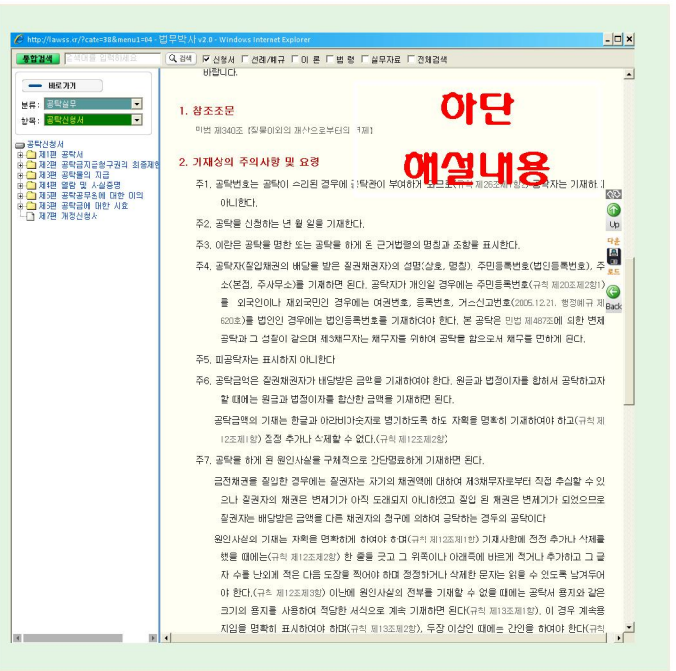 http://lawss.kr/?cate=38&menu1=04 - 법무박사 v2.0 - Windows Internet Explorer
통합검색 검색어를 입력하세요 검색 신청서 선례/예규 이 론 법 령 실무자료 전체검색
바로가기
분류: 공탁실무
항목: 공탁신청서
공탁신청서
제1편 공탁서
제2편 공탁금지급청구권리 최종제한
제3편 공탁물의 지급
제4편 열람 및 사실증명
제5편 공탁공무원에 대한 이의
제6편 공탁금에 대한 시효
제7편 개정신청서
바랍니다.
하단
해설내용
1. 참조조문
민법 제340조 [질물이외의 재산으로부터의 변제]
2. 기재상의 주의사항 및 요령
주1. 공탁번호는 공탁이 수리된 경우에 공탁관이 부여하게 되므로(규칙 제26조제1항) 공탁자는 기재하지
아니한다.
주2. 공탁을 신청하는 년 월 일을 기재한다.
주3. 이란은 공탁을 명한 또는 공탁을 하게 된 근거법령의 명칭과 조항을 표시한다.
주4. 공탁자(질입채권의 배당을 받은 질권채권자)의 성명(상호, 명칭), 주민등록번호(법인등록번호), 주
소(본점, 주사무소)를 기재하면 된다. 공탁자가 개인일 경우에는 주민등록번호(규칙 제20조제2항1)
를 외국인이나 재외국민인 경우에는 여권번호, 등록번호, 거소신고번호(2005.12.21. 행정예규 제
620호)를 법인인 경우에는 법인등록번호를 기재하여야 한다. 본 공탁은 민법 제487조에 의한 변제
공탁과 그 성질이 같으며 제3채무자는 채무자를 위하여 공탁을 함으로서 채무를 면하게 된다.
주5. 피공탁자는 표시하지 아니한다
주6. 공탁금액은 질권채권자가 배당받은 금액을 기재하여야 한다. 원금과 법정이자를 합하서 공탁하고자
할 때에는 원금과 법정이자를 합산한 금액을 기재하면 된다.
공탁금액의 기재는 한글과 아라비아숫자로 병기하도록 하도 자획을 명확히 기재하여야 하고(규칙 제
12조제1항) 정정 추가나 삭제할 수 없다.(규칙 제12조제2항)
주7. 공탁을 하게 된 원인사실을 구체적으로 간단명료하게 기재하면 된다.
금전채권을 질입한 경우에는 질권자는 자기의 채권액에 대하여 제3채무자로부터 직접 추심할 수 있
으나 질권자의 채권은 변제기가 아직 도래되지 아니하였고 질입 된 채권은 변제기가 되었으므로
질권자는 배당받은 금액을 다른 채권자의 청구에 의하여 공탁하는 경우의 공탁이다
원인사실의 기재는 자획을 명확하게 하여야 하며(규칙 제12조제1항) 기재사항에 정정 추가나 삭제를
했을 때에는(규칙 제12조제2항) 한 줄을 긋고 그 위쪽이나 아래쪽에 바르게 적거나 추가하고 그 글
자 수를 난외에 적은 다음 도장을 찍어야 하며 정정하거나 삭제한 문자는 읽을 수 있도록 남겨두어
야 한다.(규칙 제12조제3항) 이난에 원인사실의 전부를 기재할 수 없을 때에는 공탁서 용지와 같은
크기의 용지를 사용하여 적당한 서식으로 계속 기재하면 된다(규칙 제13조제1항). 이 경우 계속용
지임을 명확히 표시하여야 하며(규칙 제13조제2항), 두장 이상인 때에는 간인을 하여야 한다(규칙
Up
다운
로드
Back